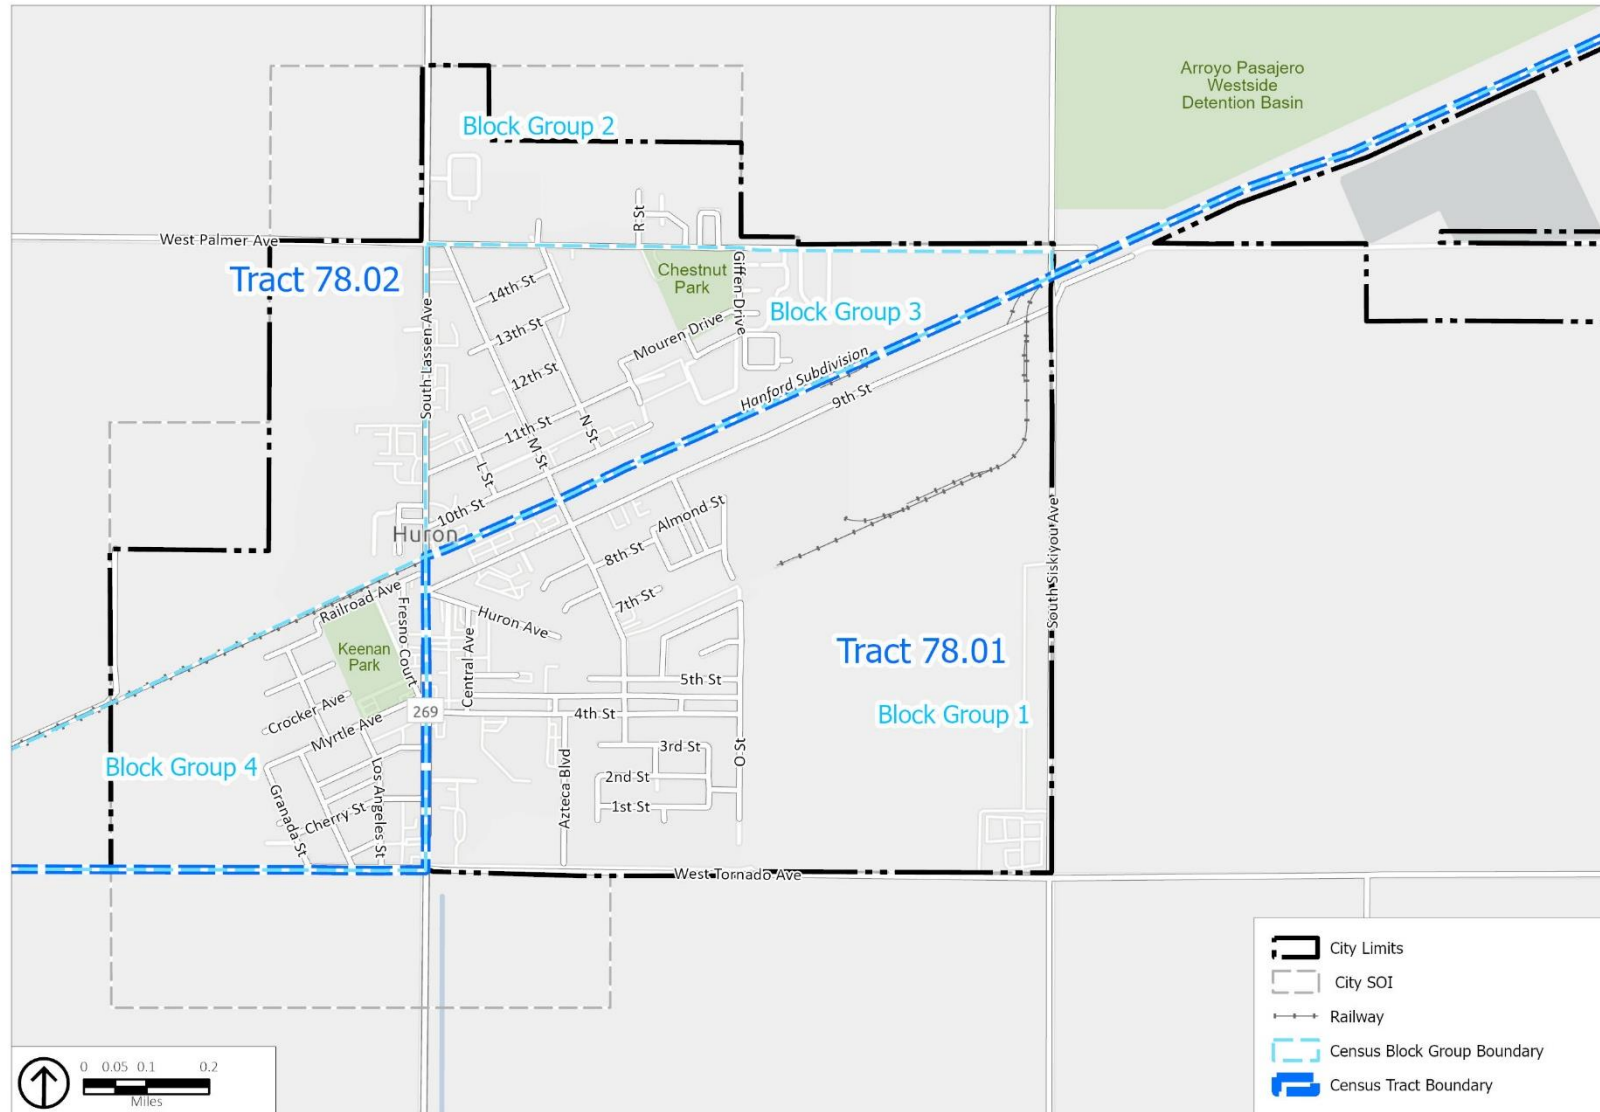 Arroyo Pasajero
Westside
Detention Basin
Block Group 2
West Palmer Ave
R St
Tract 78.02
Chestnut
Park
Giffen Drive
14th St
Block Group 3
13th St
Mouren Drive
South Lassen Ave
12th St
Hanford Subdivision
9th St
11th St
N St
M St
L St
10th St
Almond St
Huron
8th St
South Siskiyou Ave
Railroad Ave
Fresno Court
7th St
Huron Ave
Keenan
Park
Central Ave
Tract 78.01
5th St
Crocker Ave
269
4th St
Block Group 1
Myrtle Ave
3rd St
O St
Block Group 4
2nd St
Azteca Blvd
Los Angeles St
1st St
Granada St
Cherry St
West Tornado Ave
City Limits
City SOI
Railway
Census Block Group Boundary
Census Tract Boundary
0 0.05 0.1 0.2
Miles